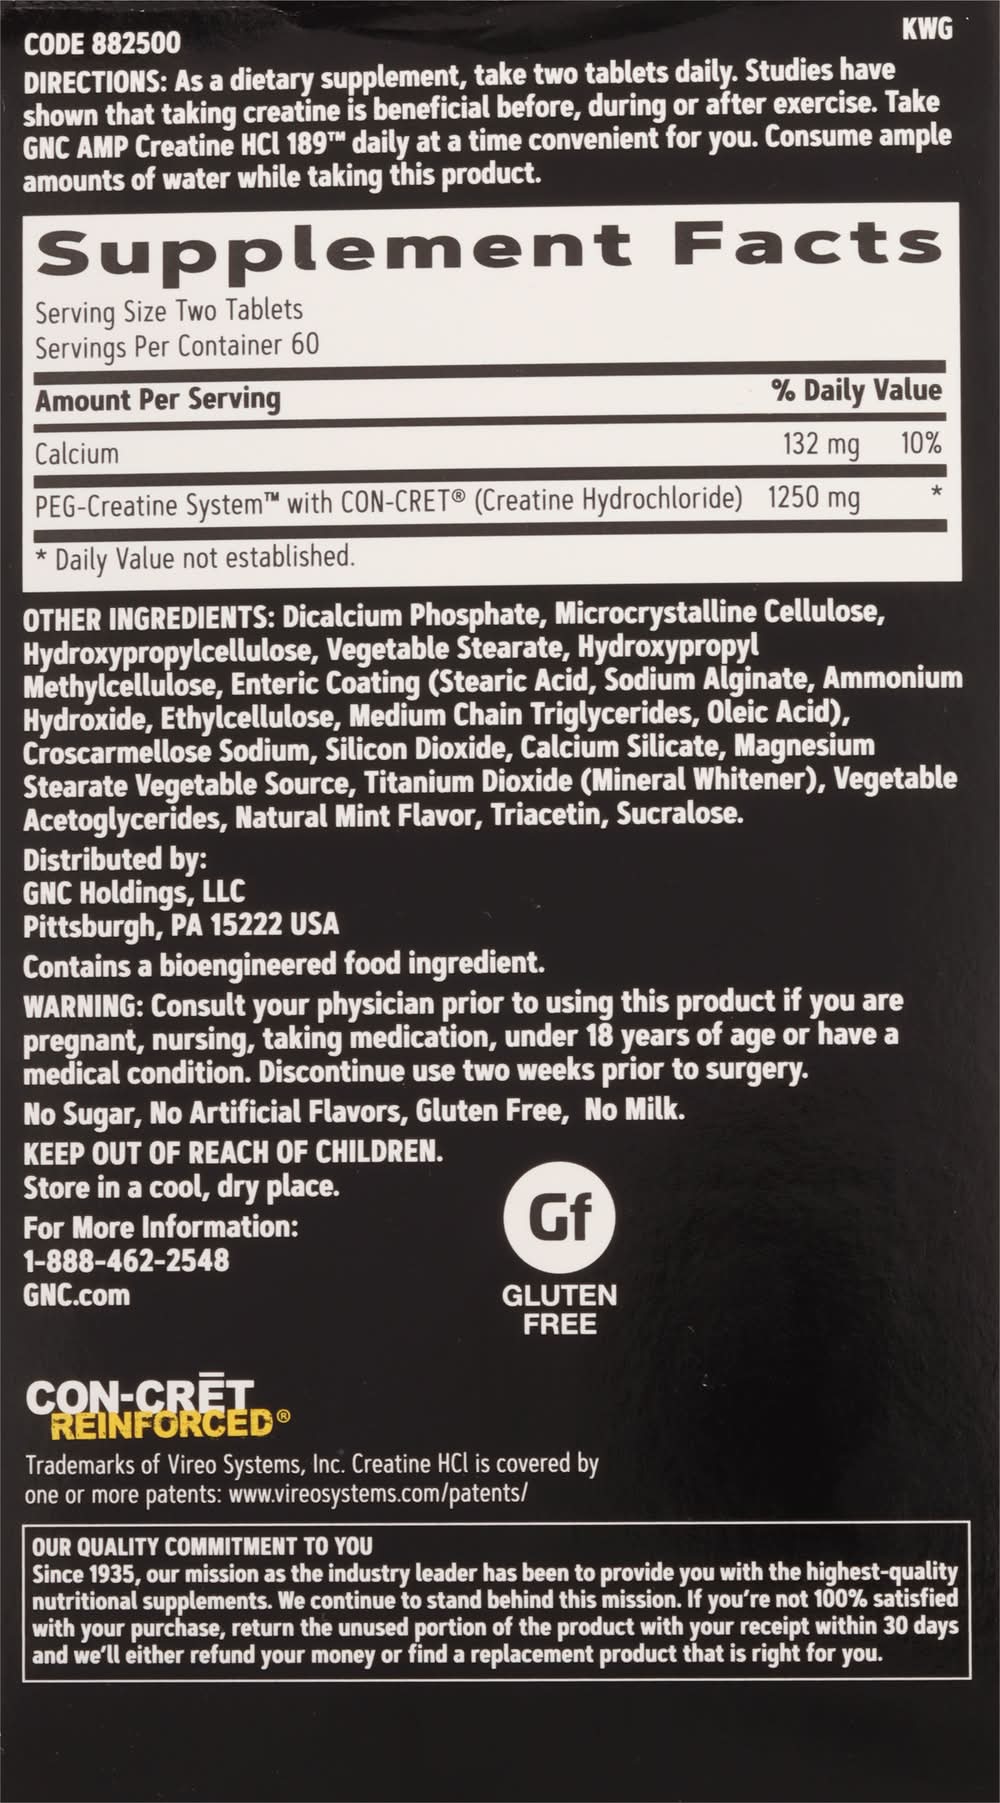 CODE 882500
KWG
DIRECTIONS: As a dietary supplement, take two tablets daily. Studies have
shown that taking creatine is beneficial before, during or after exercise. Take
GNC AMP Creatine HCl 189™ daily at a time convenient for you. Consume ample
amounts of water while taking this product.
Supplement Facts
Serving Size Two Tablets
Servings Per Container 60
Amount Per Serving % Daily Value
Calcium 132 mg 10%
PEG-Creatine System™ with CON-CRET® (Creatine Hydrochloride) 1250 mg *
* Daily Value not established.
OTHER INGREDIENTS: Dicalcium Phosphate, Microcrystalline Cellulose,
Hydroxypropylcellulose, Vegetable Stearate, Hydroxypropyl
Methylcellulose, Enteric Coating (Stearic Acid, Sodium Alginate, Ammonium
Hydroxide, Ethylcellulose, Medium Chain Triglycerides, Oleic Acid),
Croscarmellose Sodium, Silicon Dioxide, Calcium Silicate, Magnesium
Stearate Vegetable Source, Titanium Dioxide (Mineral Whitener), Vegetable
Acetoglycerides, Natural Mint Flavor, Triacetin, Sucralose.
Distributed by:
GNC Holdings, LLC
Pittsburgh, PA 15222 USA
Contains a bioengineered food ingredient.
WARNING: Consult your physician prior to using this product if you are
pregnant, nursing, taking medication, under 18 years of age or have a
medical condition. Discontinue use two weeks prior to surgery.
No Sugar, No Artificial Flavors, Gluten Free, No Milk.
KEEP OUT OF REACH OF CHILDREN.
Store in a cool, dry place.
For More Information:
1-888-462-2548
GNC.com
Gf
GLUTEN
FREE
CON-CRĒT
REINFORCED®
Trademarks of Vireo Systems, Inc. Creatine HCl is covered by
one or more patents: www.vireosystems.com/patents/
OUR QUALITY COMMITMENT TO YOU
Since 1935, our mission as the industry leader has been to provide you with the highest-quality
nutritional supplements. We continue to stand behind this mission. If you're not 100% satisfied
with your purchase, return the unused portion of the product with your receipt within 30 days
and we'll either refund your money or find a replacement product that is right for you.